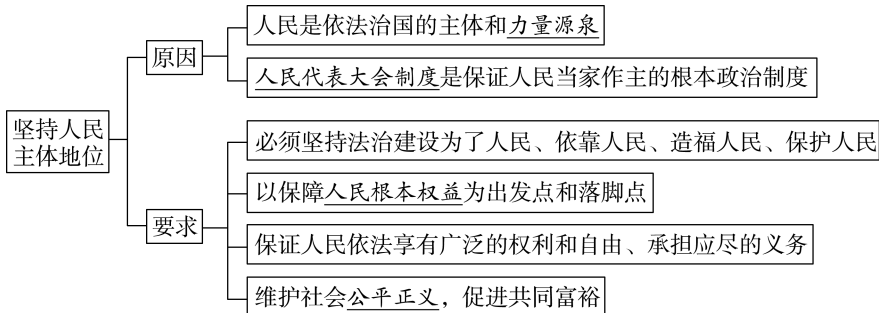 人民是依法治国的主体和力量源泉
原因
人民代表大会制度是保证人民当家作主的根本政治制度
坚持人民
主体地位
必须坚持法治建设为了人民、依靠人民、造福人民、保护人民
以保障人民根本权益为出发点和落脚点
要求
保证人民依法享有广泛的权利和自由、承担应尽的义务
维护社会公平正义，促进共同富裕